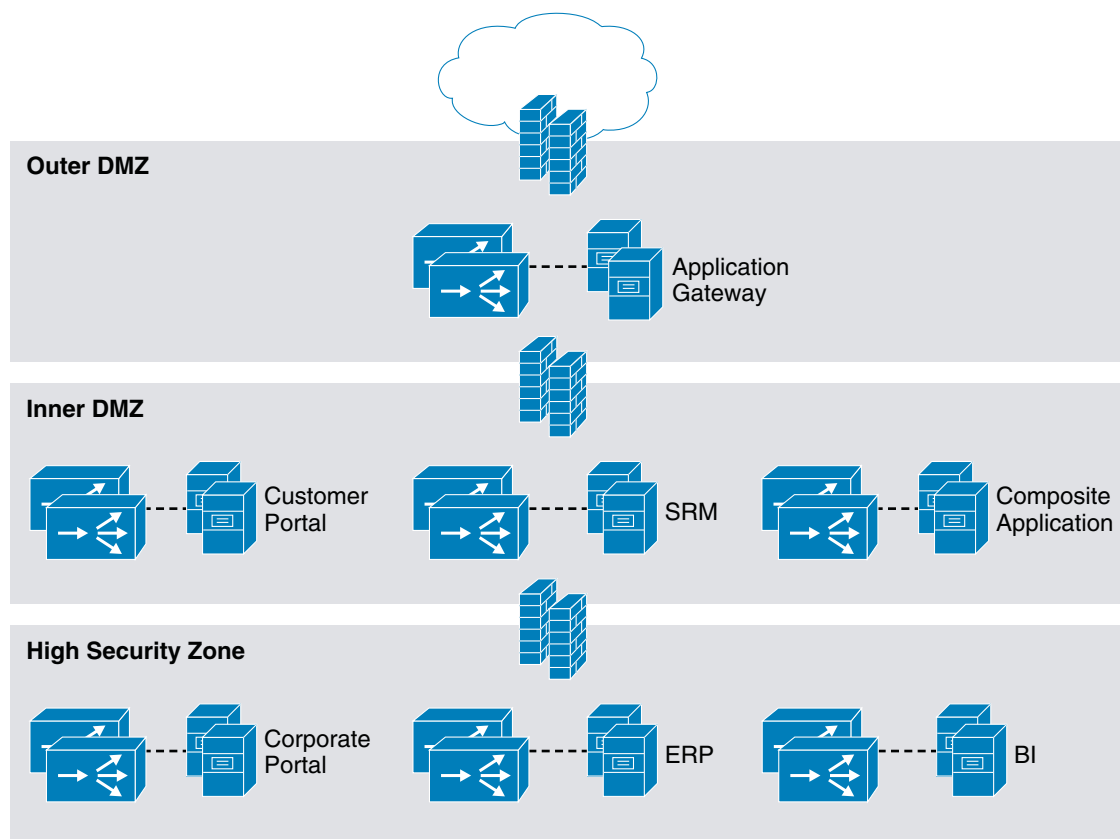 Outer DMZ
Application
Gateway
Inner DMZ
Customer
Portal
SRM
Composite
Application
High Security Zone
Corporate
Portal
ERP
BI